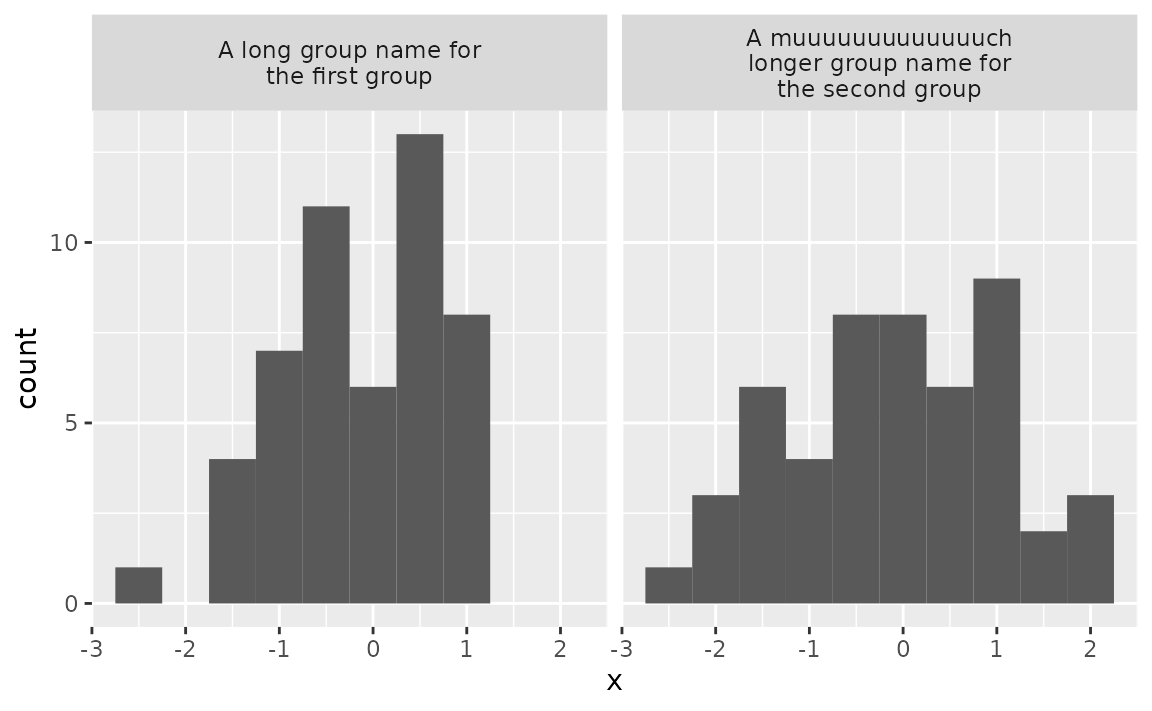 A long group name for
the first group
A muuuuuuuuuuuuuuch
longer group name for
the second group
count
10
5
0
-3 -2 -1 0 1 2
-3 -2 -1 0 1 2
x